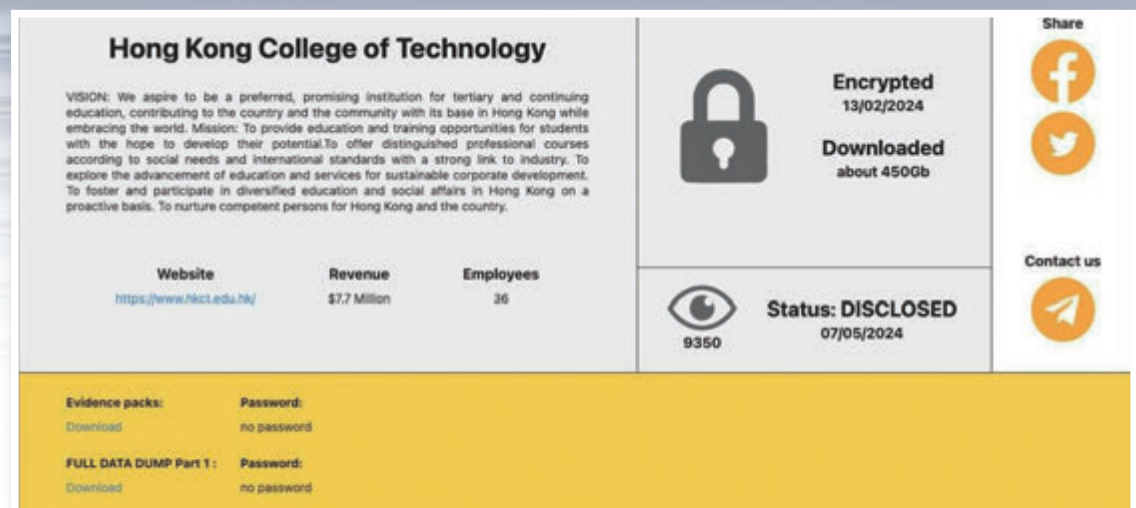 Hong Kong College of Technology
VISION: We aspire to be a preferred, promising institution for tertiary and continuing
education, contributing to the country and the community with its base in Hong Kong while
embracing the world. Mission: To provide education and training opportunities for students
with the hope to develop their potential.To offer distinguished professional courses
according to social needs and international standards with a strong link to industry. To
explore the advancement of education and services for sustainable corporate development.
To foster and participate in diversified education and social affairs in Hong Kong on a
proactive basis. To nurture competent persons for Hong Kong and the country.
Website Revenue Employees
https://www.hkct.edu.hk/ $7.7 Million 36
Encrypted
13/02/2024
Downloaded
about 450Gb
9350
Status: DISCLOSED
07/05/2024
Share
Contact us
Evidence packs: Password:
Download no password
FULL DATA DUMP Part 1 : Password:
Download no password